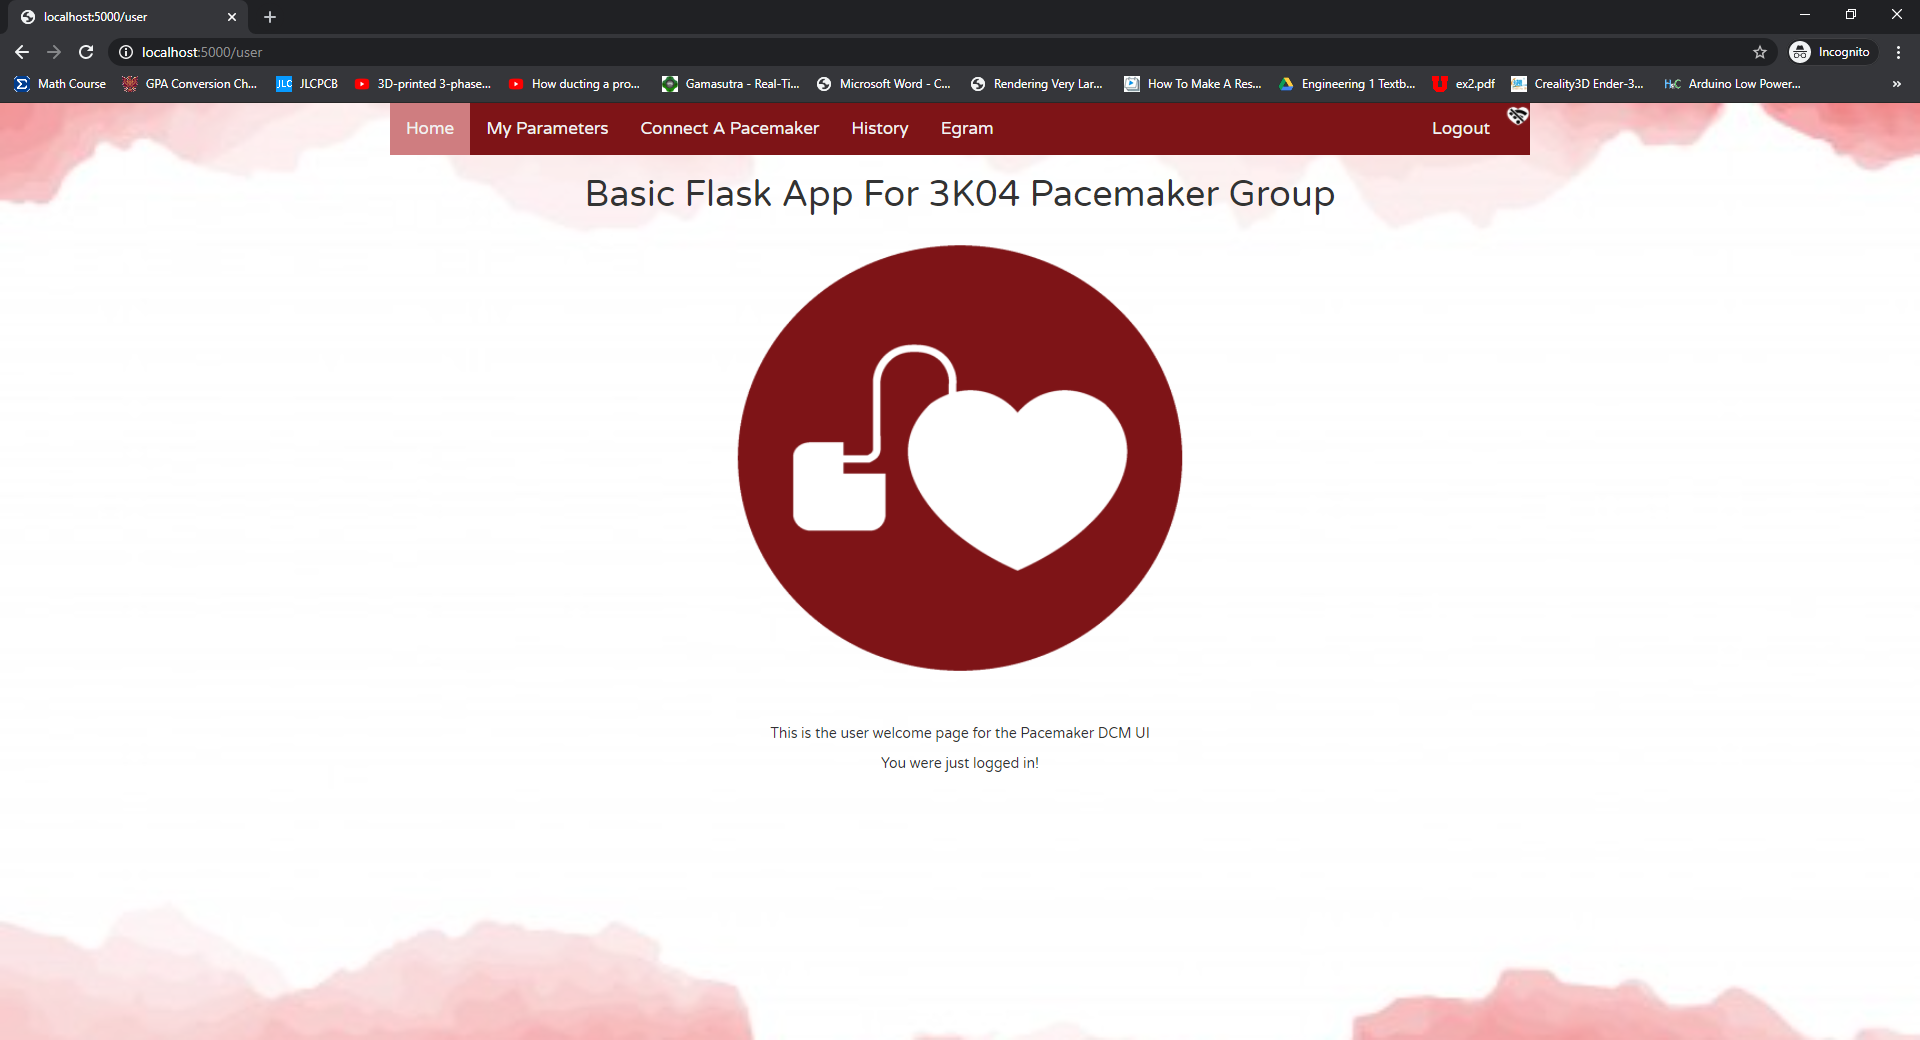 localhost:5000/user
localhost:5000/user
Incognito
Math Course
GPA Conversion Ch...
JLC
JLCPCB
3D-printed 3-phase...
How ducting a pro...
Gamasutra - Real-Ti...
Microsoft Word - C...
Rendering Very Lar...
How To Make A Res...
Engineering 1 Textb...
ex2.pdf
Creality3D Ender-3...
Arduino Low Power...
Home My Parameters Connect A Pacemaker History Egram Logout
Basic Flask App For 3K04 Pacemaker Group
This is the user welcome page for the Pacemaker DCM UI
You were just logged in!